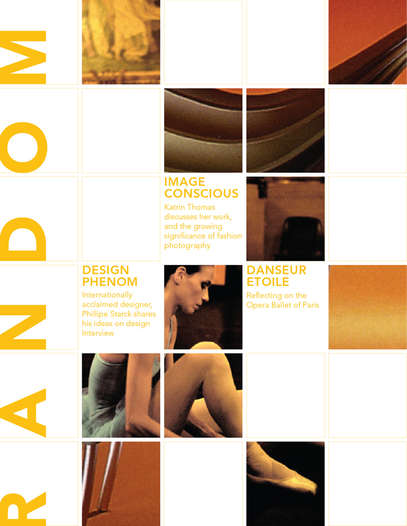 RANDOM
IMAGE
CONSCIOUS
Katrin Thomas
discusses her work,
and the growing
significance of fashion
photography
DESIGN
PHENOM
Internationally
acclaimed designer,
Philipe Starck shares
his ideas on design
Interview
DANSEUR
ETOILE
Reflecting on the
Opera Ballet of Paris